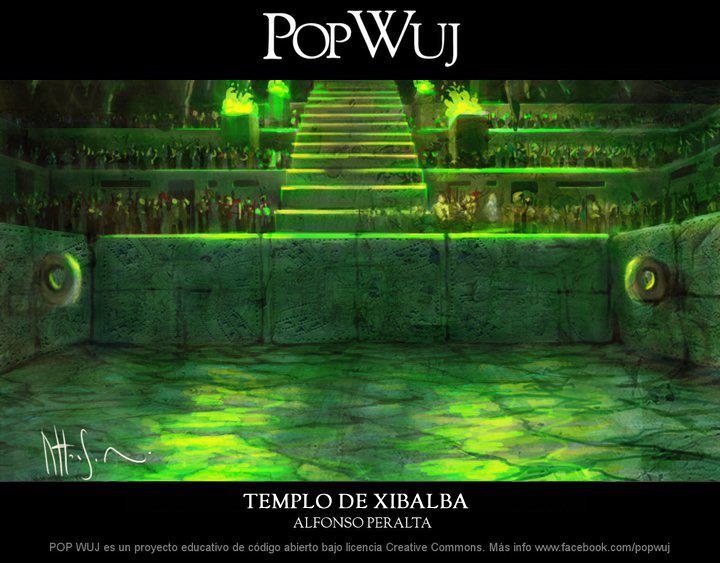 POPWUJ
TEMPLO DE XIBALBA
ALFONSO PERALTA
POP WUJ es un proyecto educativo de código abierto bajo licencia Creative Commons. Más info www.facebook.com/popwuj